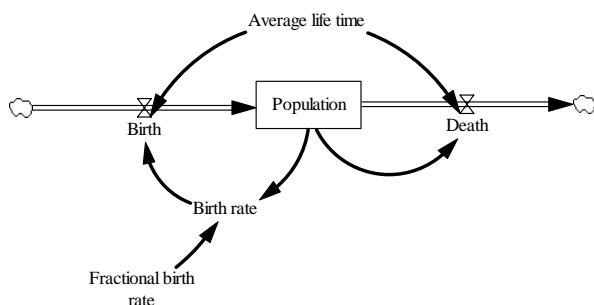 Average life time
Population
Birth
Death
Birth rate
Fractional birth
rate